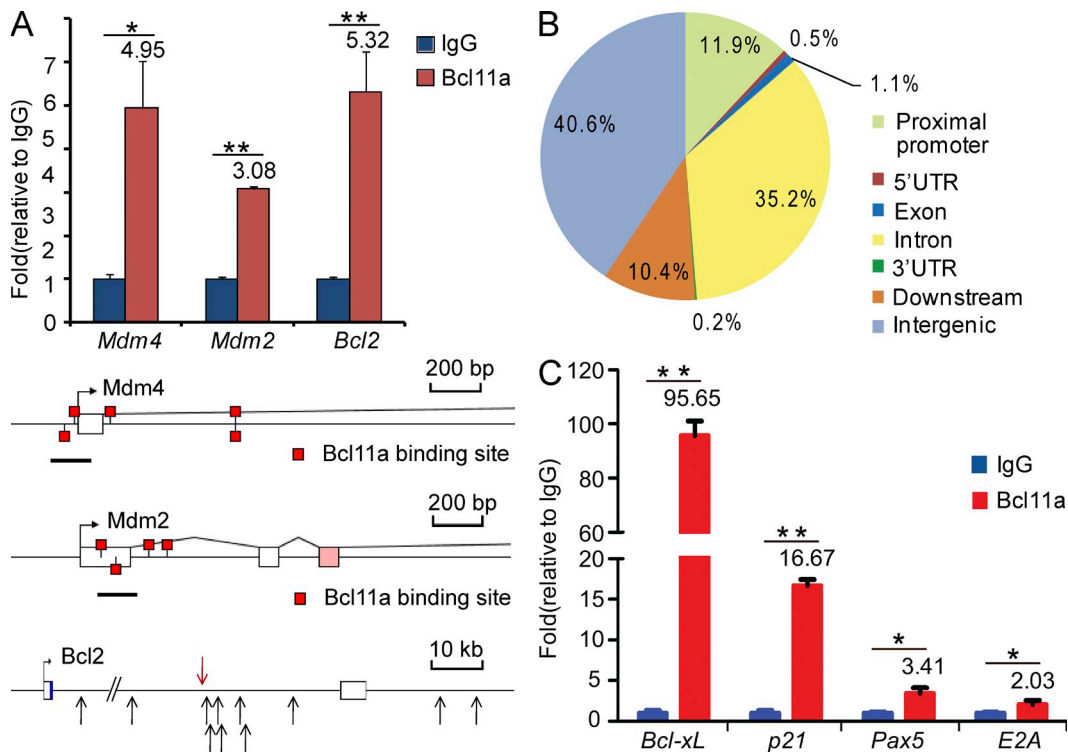 A
*
4.95
**
3.08
**
5.32
IgG
Bcl11a
Fold(relative to IgG)
7
6
5
4
3
2
1
0
Mdm4
Mdm2
Bcl2
B
11.9%
0.5%
1.1%
35.2%
0.2%
10.4%
40.6%
Proximal
promoter
5'UTR
Exon
Intron
3'UTR
Downstream
Intergenic
Mdm4
200 bp
Bcl11a binding site
Mdm2
200 bp
Bcl11a binding site
Bcl2
10 kb
C
Fold(relative to IgG)
120
100
80
60
20
15
10
5
0
**
95.65
**
16.67
*
3.41
*
2.03
IgG
Bcl11a
Bcl-xL
p21
Pax5
E2A